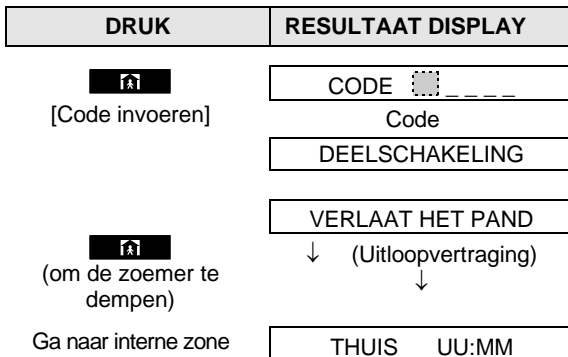 DRUK RESULTAAT DISPLAY
CODE _ _ _ _
[Code invoeren] Code
DEELSCHAKELING
VERLAAT HET PAND
↓ (Uitloopvertraging)
(om de zoemer te ↓
dempen)
Ga naar interne zone THUIS UU:MM